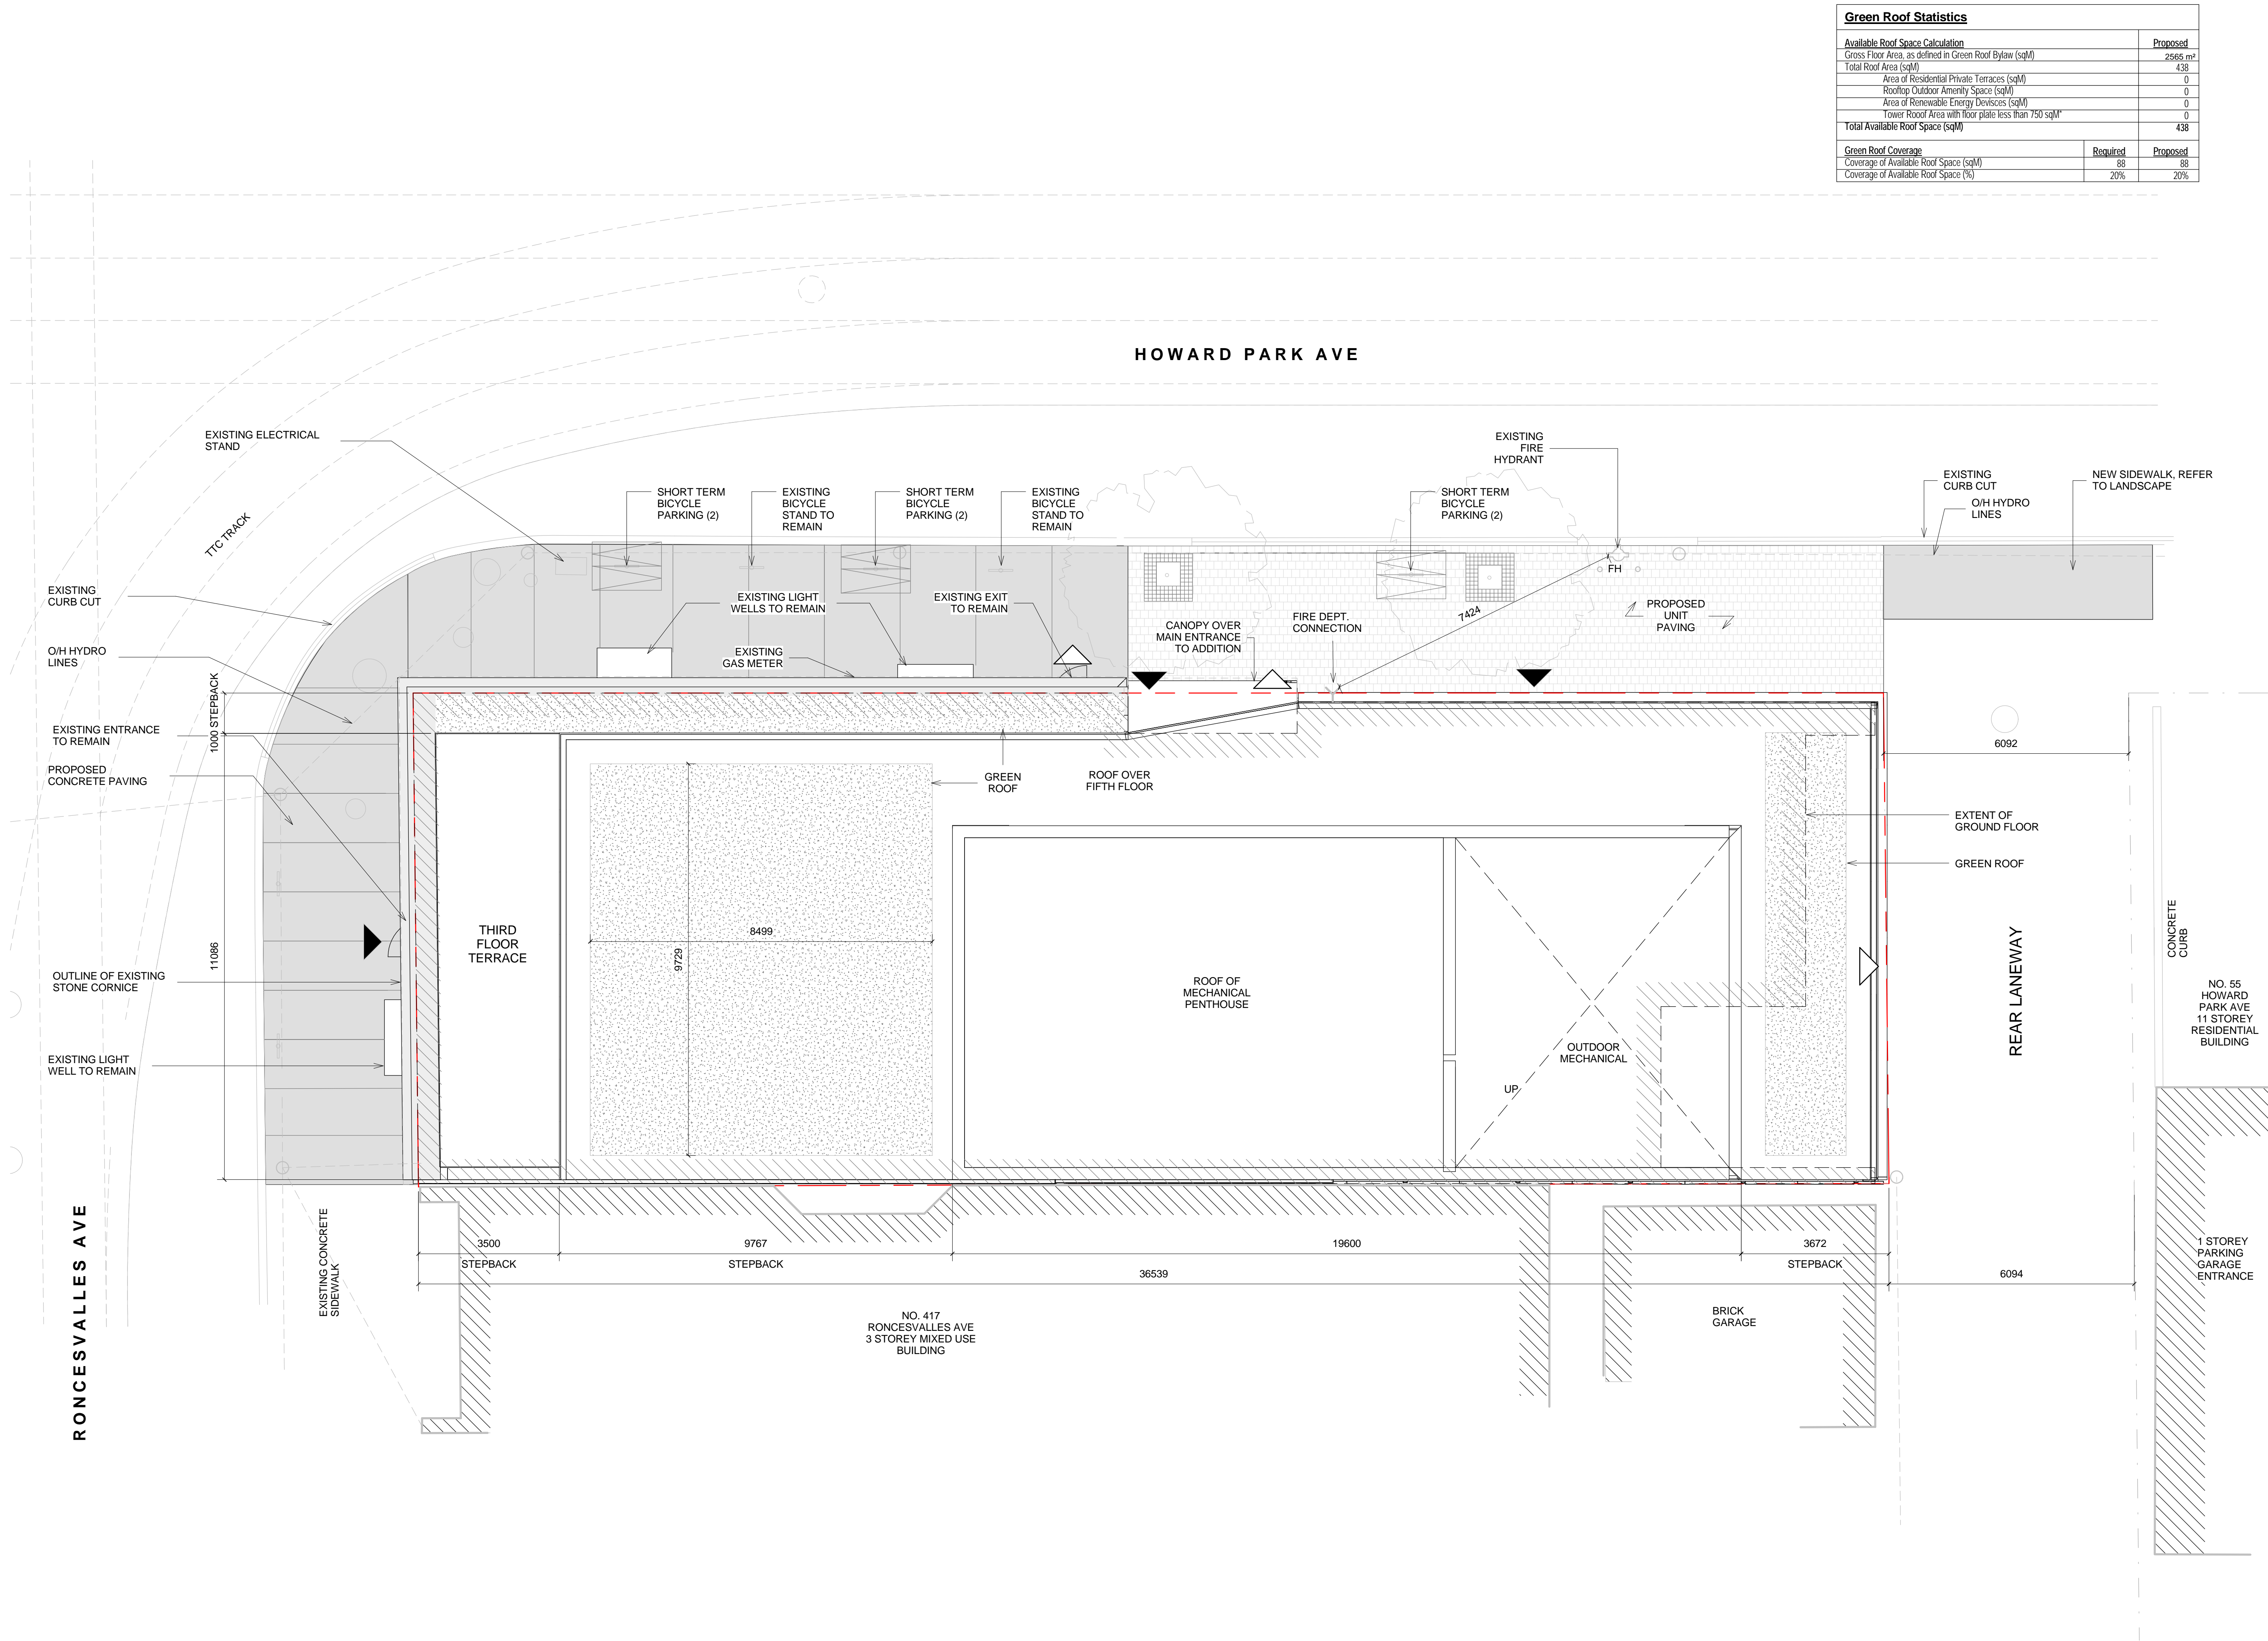 Green Roof Statistics
Available Roof Space Calculation Proposed
Gross Floor Area, as defined in Green Roof Bylaw (sqM) 2565 m²
Total Roof Area (sqM) 438
Area of Residential Private Terraces (sqM) 0
Rooftop Outdoor Amenity Space (sqM) 0
Area of Renewable Energy Devisces (sqM) 0
Tower Rooof Area with floor plate less than 750 sqM" 0
Total Available Roof Space (sqM) 438
Green Roof Coverage Required Proposed
Coverage of Available Roof Space (sqM) 88 88
Coverage of Available Roof Space (%) 20% 20%
HOWARD PARK AVE
EXISTING ELECTRICAL
STAND
TTC TRACK
SHORT TERM
BICYCLE
PARKING (2)
EXISTING
BICYCLE
STAND TO
REMAIN
SHORT TERM
BICYCLE
PARKING (2)
EXISTING
BICYCLE
STAND TO
REMAIN
SHORT TERM
BICYCLE
PARKING (2)
EXISTING
FIRE
HYDRANT
EXISTING
CURB CUT
O/H HYDRO
LINES
NEW SIDEWALK, REFER
TO LANDSCAPE
EXISTING
CURB CUT
O/H HYDRO
LINES
EXISTING LIGHT
WELLS TO REMAIN
EXISTING EXIT
TO REMAIN
EXISTING
GAS METER
CANOPY OVER
MAIN ENTRANCE
TO ADDITION
FIRE DEPT.
CONNECTION
7424
FH
PROPOSED
UNIT
PAVING
1000 STEPBACK
EXISTING ENTRANCE
TO REMAIN
PROPOSED
CONCRETE PAVING
11086
OUTLINE OF EXISTING
STONE CORNICE
EXISTING LIGHT
WELL TO REMAIN
THIRD
FLOOR
TERRACE
8499
9729
GREEN
ROOF
ROOF OVER
FIFTH FLOOR
ROOF OF
MECHANICAL
PENTHOUSE
OUTDOOR
MECHANICAL
UP
6092
EXTENT OF
GROUND FLOOR
GREEN ROOF
REAR LANEWAY
CONCRETE
CURB
NO. 55
HOWARD
PARK AVE
11 STOREY
RESIDENTIAL
BUILDING
RONCESVALLES AVE
EXISTING CONCRETE
SIDEWALK
3500
STEPBACK
9767
STEPBACK
19600
3672
STEPBACK
36539
6094
NO. 417
RONCESVALLES AVE
3 STOREY MIXED USE
BUILDING
BRICK
GARAGE
1 STOREY
PARKING
GARAGE
ENTRANCE